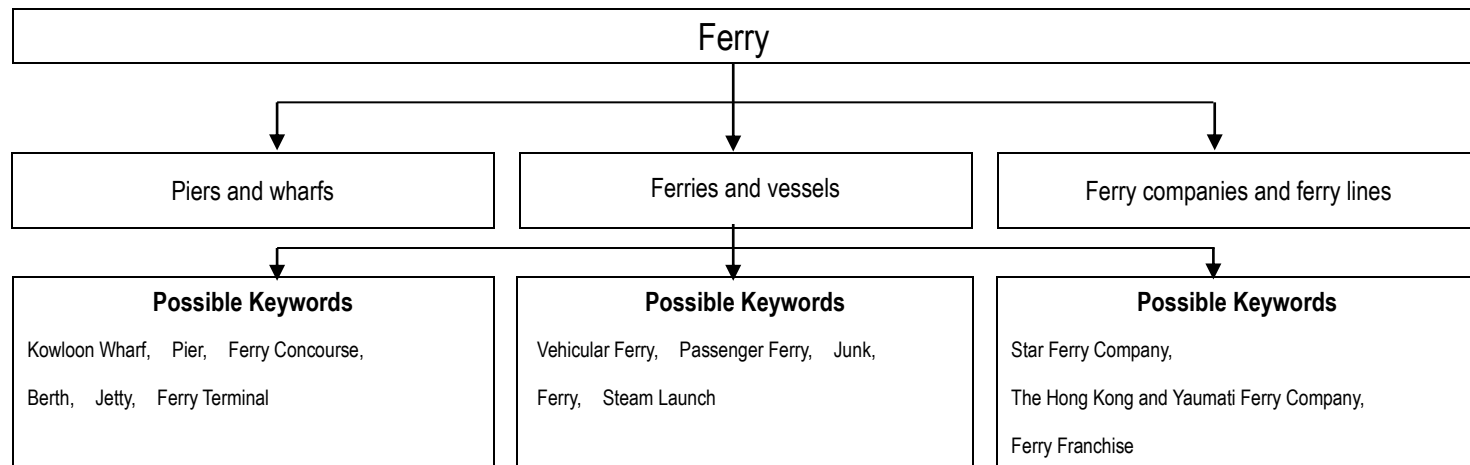 Ferry
Piers and wharfs
Ferries and vessels
Ferry companies and ferry lines
Possible Keywords
Kowloon Wharf, Pier, Ferry Concourse,
Berth, Jetty, Ferry Terminal
Possible Keywords
Vehicular Ferry, Passenger Ferry, Junk,
Ferry, Steam Launch
Possible Keywords
Star Ferry Company,
The Hong Kong and Yaumati Ferry Company,
Ferry Franchise